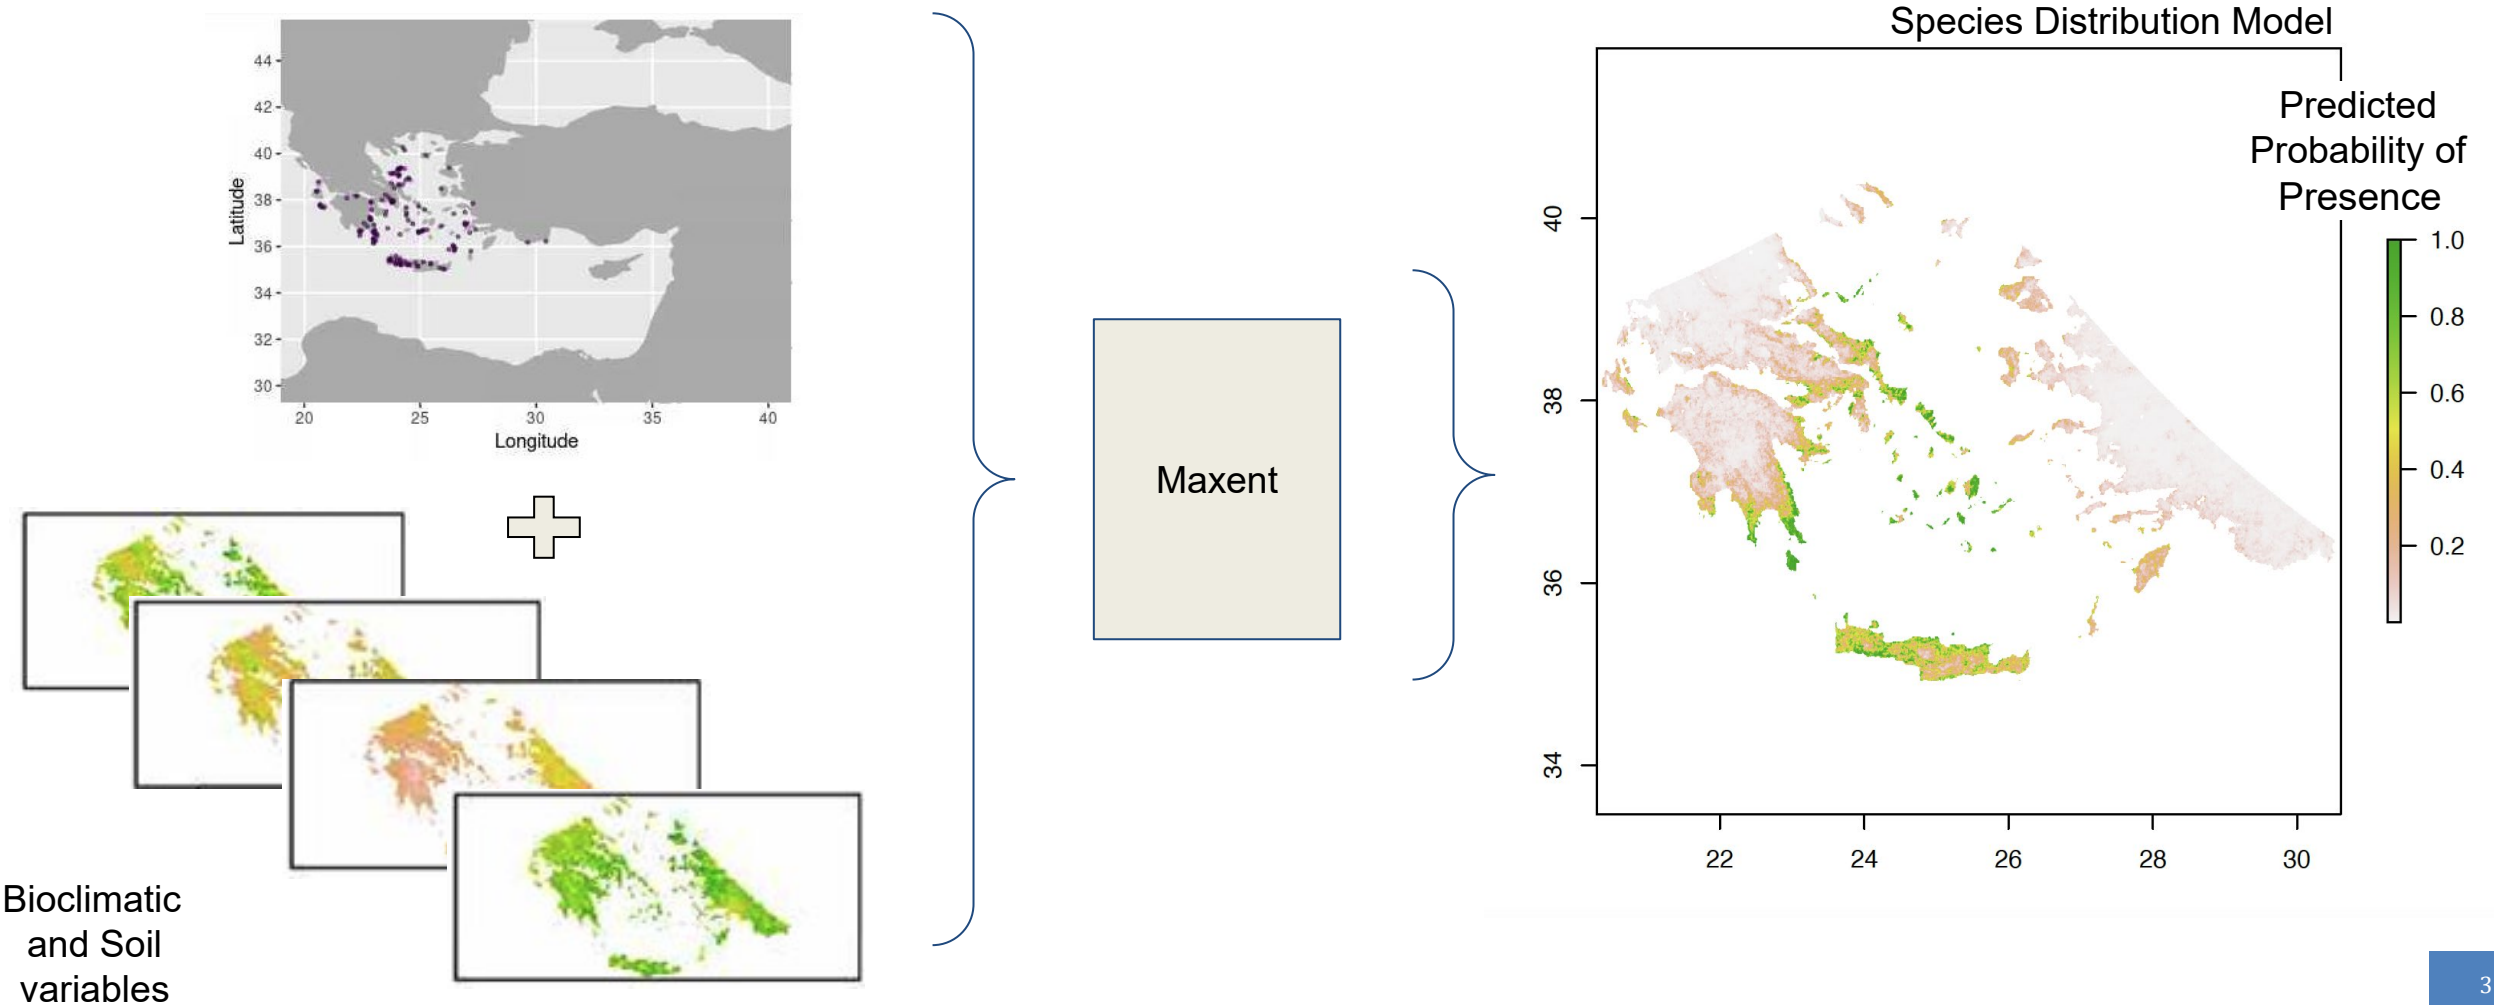 Species Distribution Model
Predicted
Probability of
Presence
44
42
40
38
36
34
32
30
Latitude
20
25
30
35
40
Longitude
Bioclimatic
and Soil
variables
Maxent
40
38
36
34
22
24
26
28
30
1.0
0.8
0.6
0.4
0.2
3